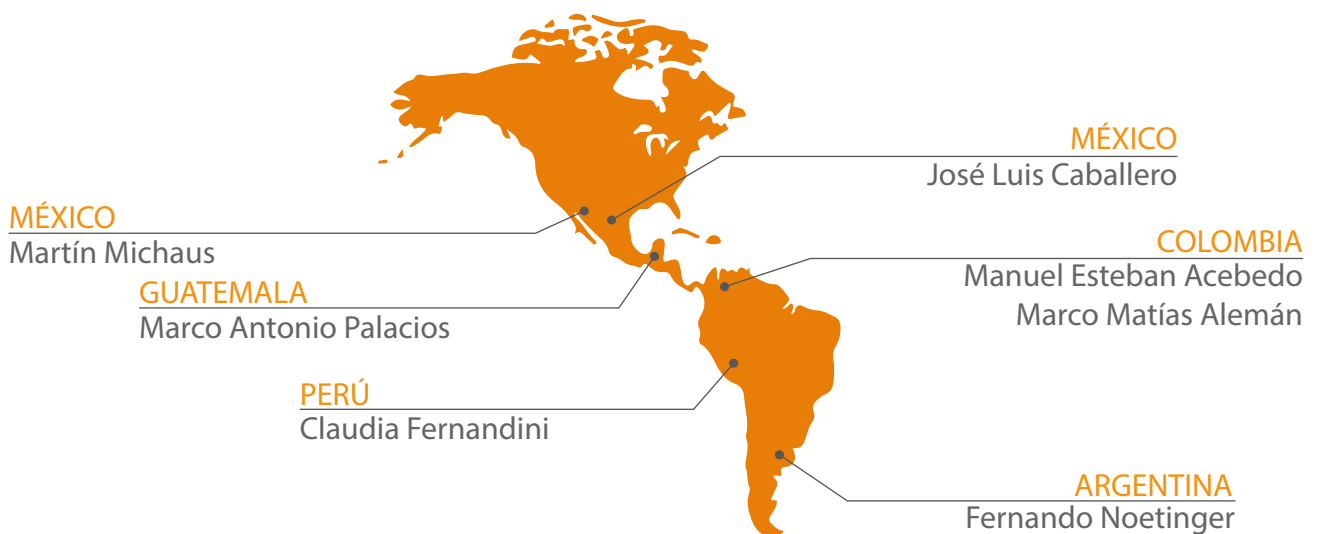 MÉXICO
José Luis Caballero
MÉXICO
Martín Michaus
COLOMBIA
Manuel Esteban Acebedo
Marco Matías Alemán
GUATEMALA
Marco Antonio Palacios
PERÚ
Claudia Fernandini
ARGENTINA
Fernando Noetinger